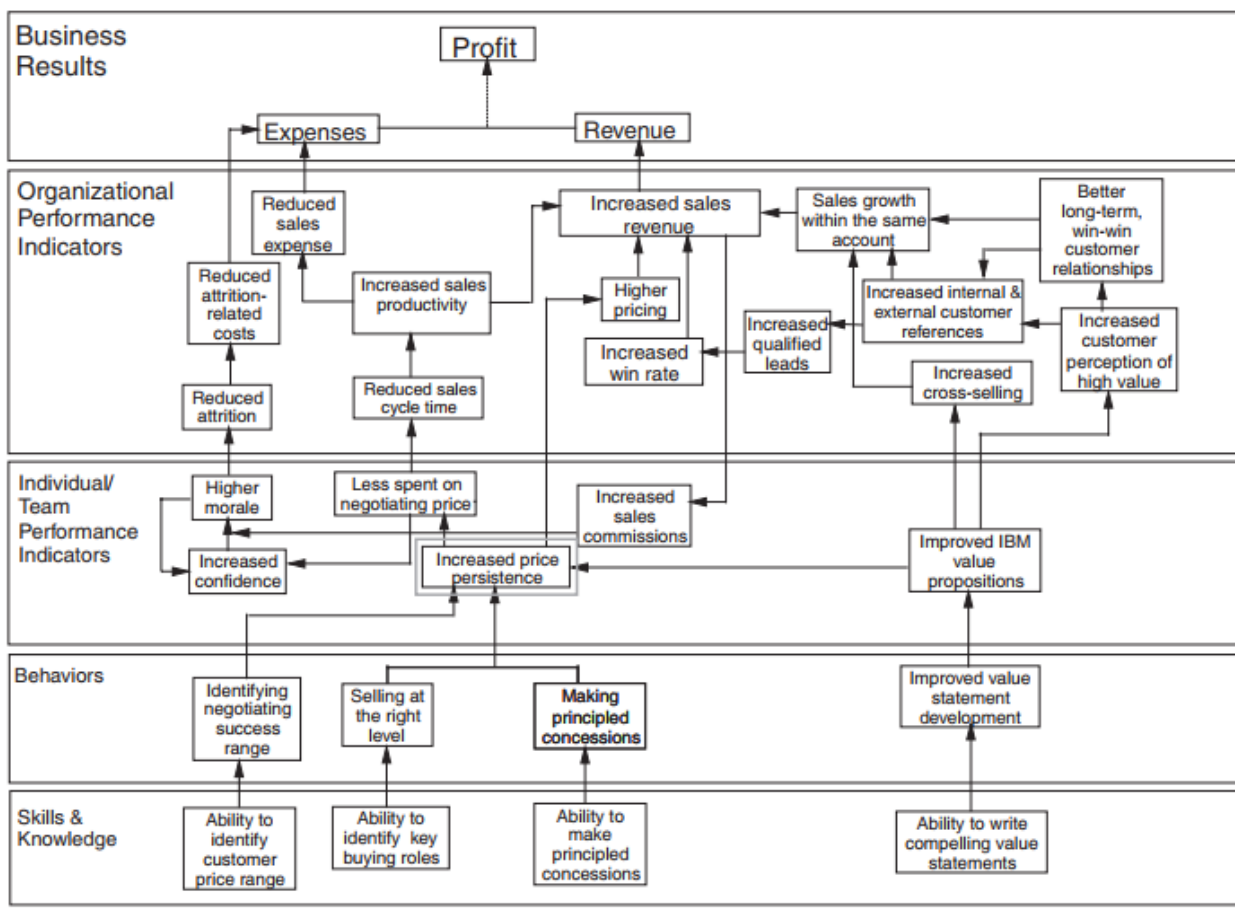 Business
Results
Profit
Expenses
Revenue
Organizational
Performance
Indicators
Reduced
sales
expense
Increased sales
revenue
Sales growth
within the same
account
Better
long-term,
win-win
customer
relationships
Reduced
attrition-
related
costs
Increased sales
productivity
Higher
pricing
Increased internal &
external customer
references
Increased
qualified
leads
Increased
customer
perception of
high value
Increased
win rate
Increased
cross-selling
Reduced
attrition
Reduced sales
cycle time
Individual/
Team
Performance
Indicators
Higher
morale
Less spent on
negotiating price
Increased
sales
commissions
Increased
confidence
Increased price
persistence
Improved IBM
value
propositions
Behaviors
Identifying
negotiating
success
range
Selling at
the right
level
Making
principled
concessions
Improved value
statement
development
Skills &
Knowledge
Ability to
identify
customer
price range
Ability to
identify key
buying roles
Ability to
make
principled
concessions
Ability to write
compelling value
statements